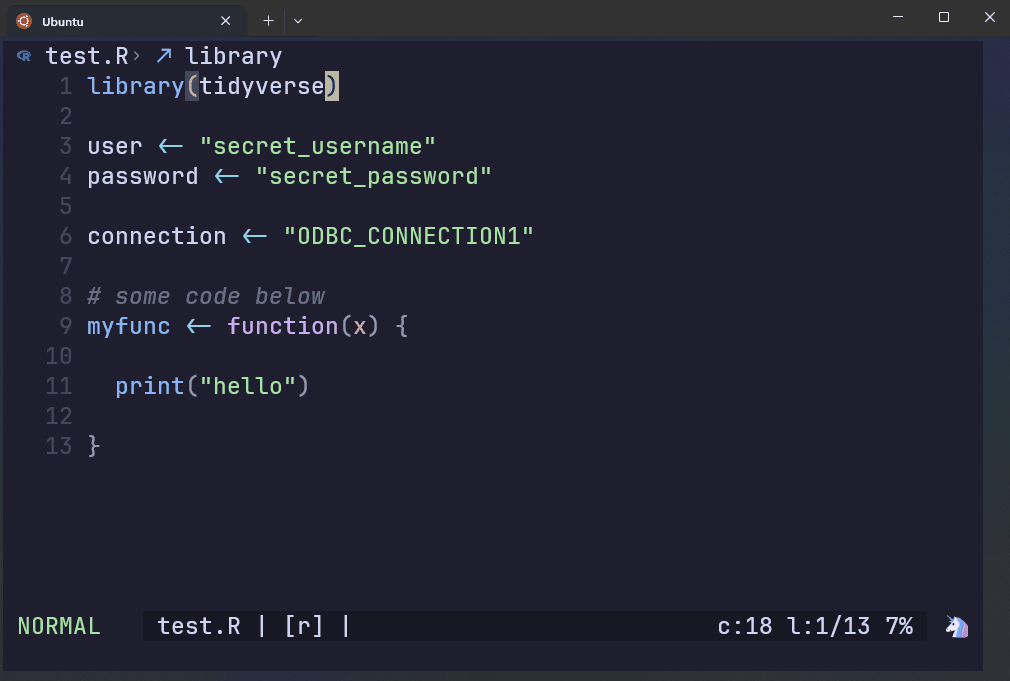 Ubuntu
test.R › ↗ library
1 library(tidyverse)
2
3 user <- "secret_username"
4 password <- "secret_password"
5
6 connection <- "ODBC_CONNECTION1"
7
8 # some code below
9 myfunc <- function(x) {
10
11   print("hello")
12
13 }
NORMAL test.R | [r] | c:18 l:1/13 7%